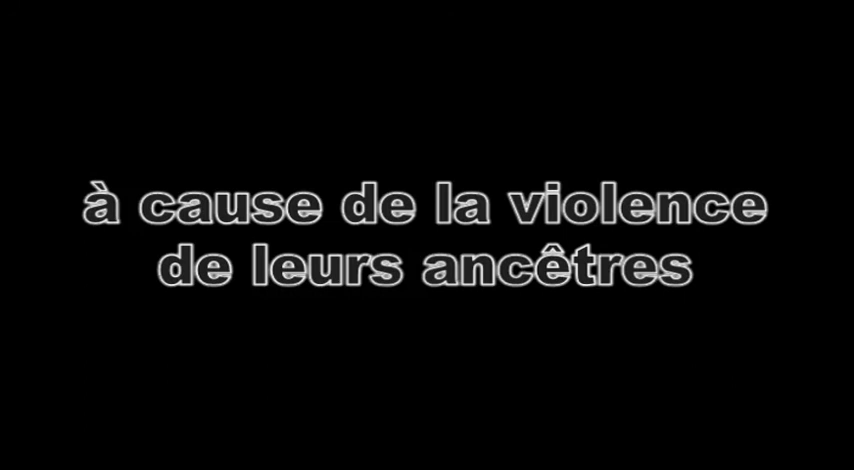 à cause de la violence
de leurs ancêtres